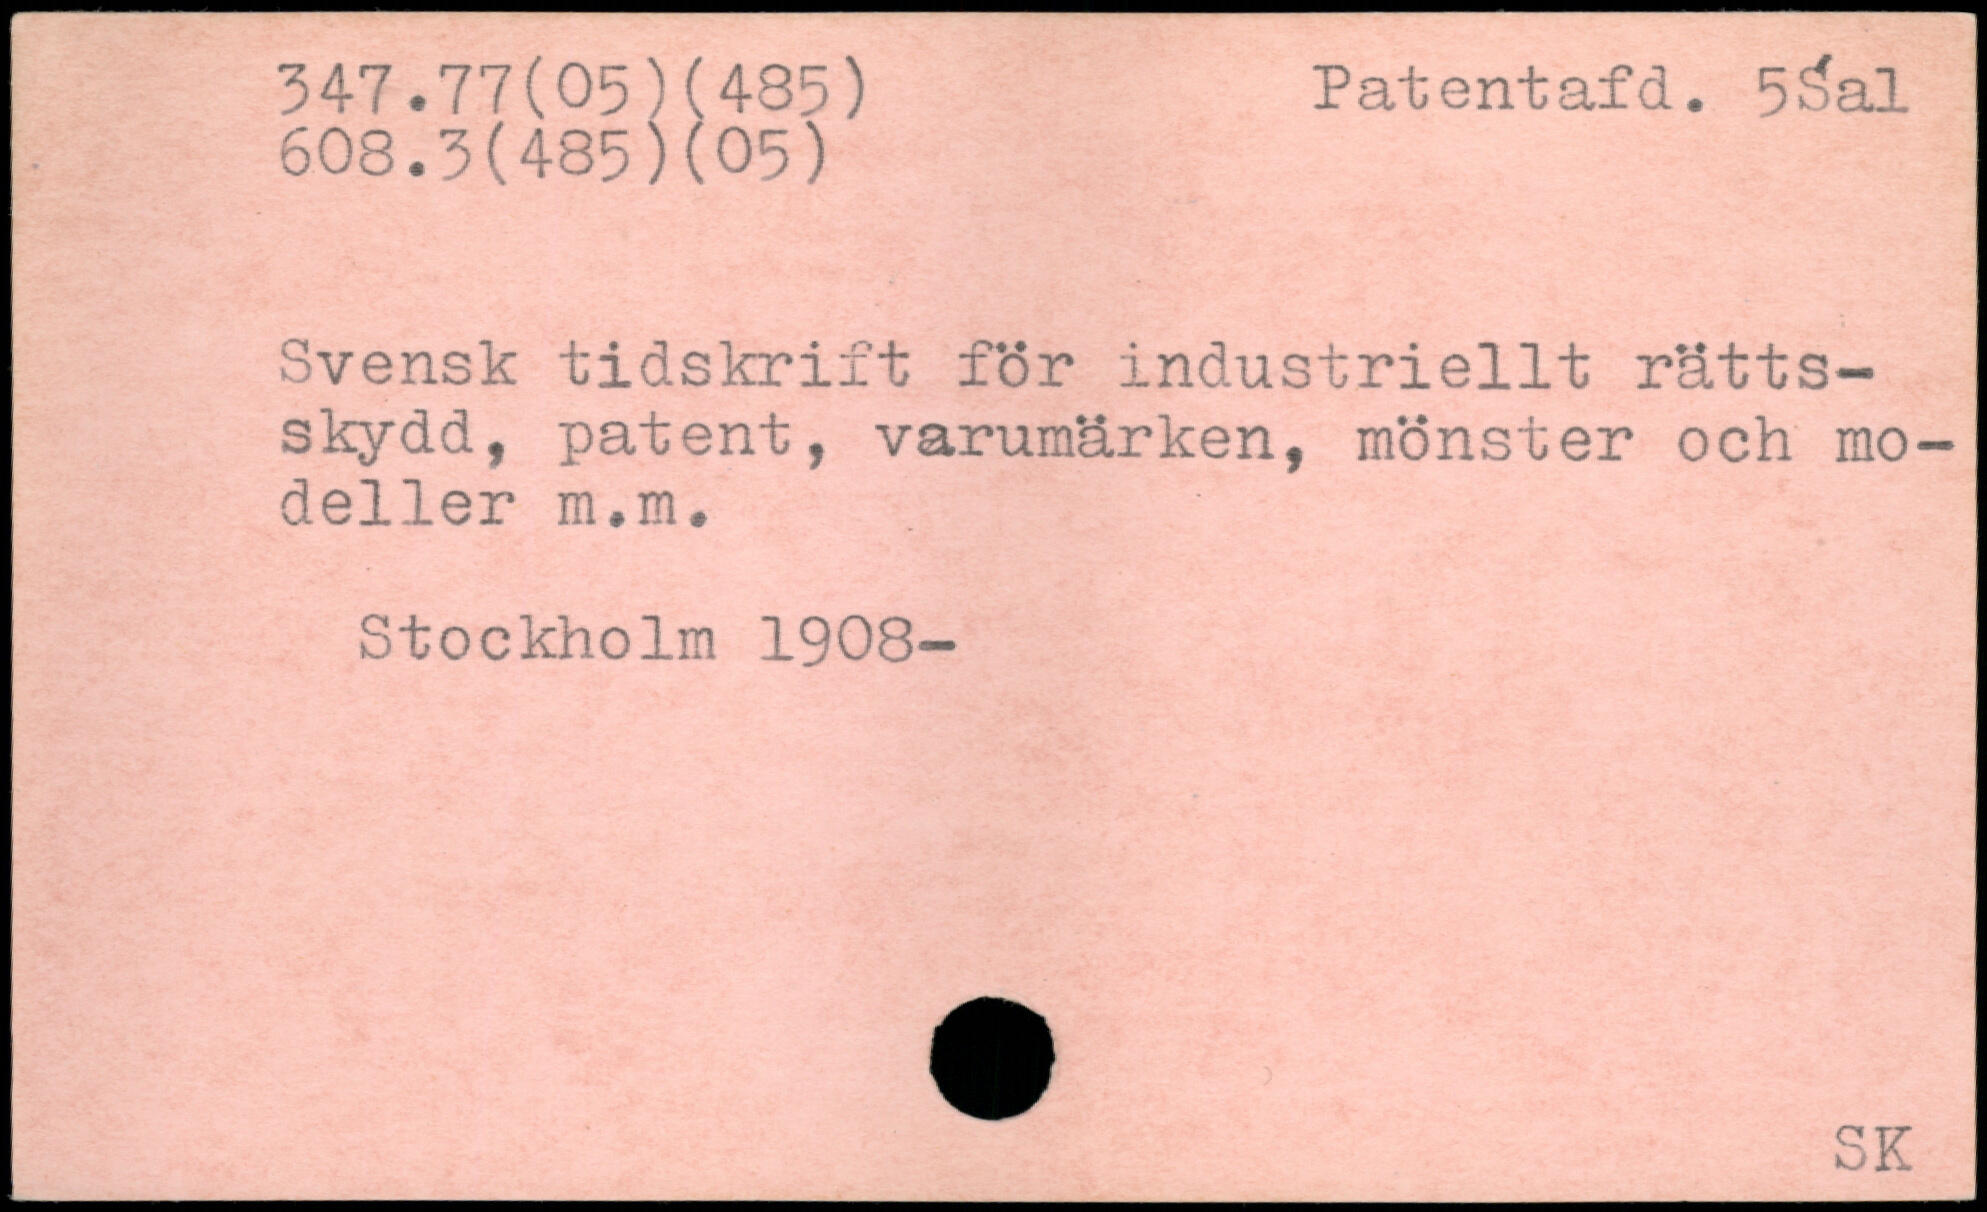 347.77(05)(485) Patentafd. 5Sal
608.3(485)(05)
Svensk tidskrift för industriellt rätts-
skydd, patent, varumärken, mönster och mo-
deller m.m.
Stockholm 1908-
SK